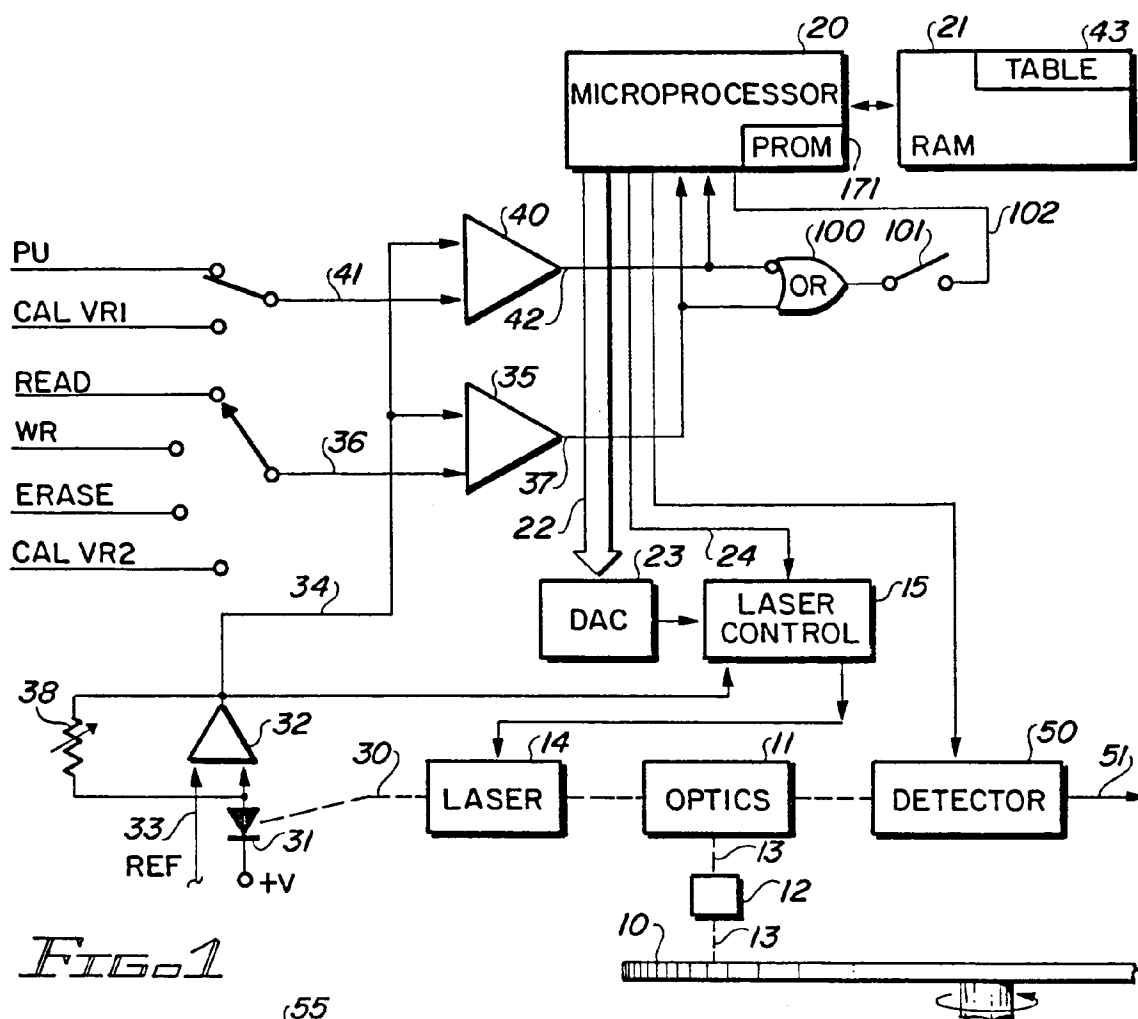 20
21
43
MICROPROCESSOR
TABLE
PROM
RAM
171
102
40
100
101
PU
41
OR
CAL VR1
42
READ
35
WR
36
37
ERASE
22
24
CAL VR2
23
15
34
DAC
LASER CONTROL
38
32
30
14
11
50
51
LASER
OPTICS
DETECTOR
33
31
REF
+V
13
12
10
13
FIG. 1
55